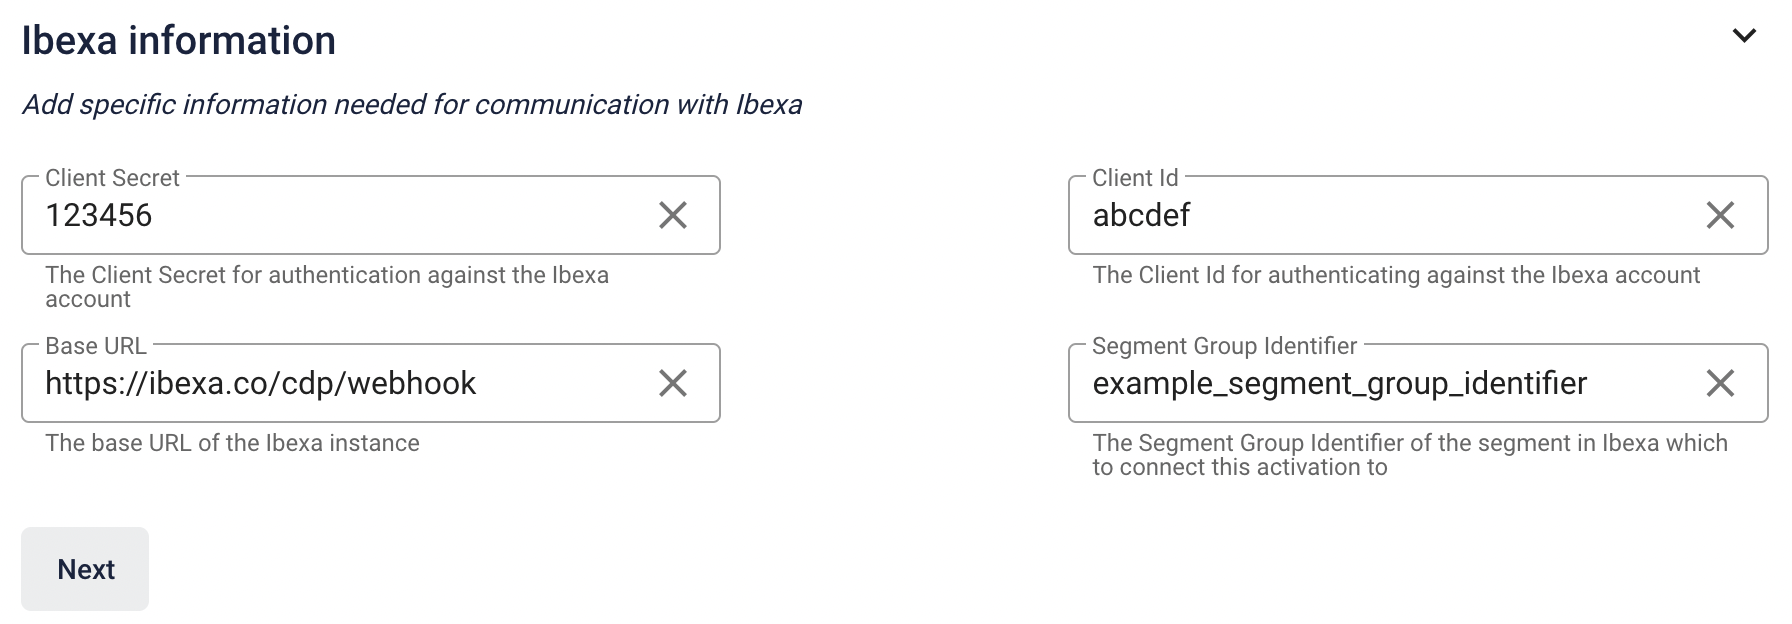 Ibexa information
Add specific information needed for communication with Ibexa
Client Secret
123456
The Client Secret for authentication against the Ibexa
account
Client Id
abcdef
The Client Id for authenticating against the Ibexa account
Base URL
https://ibexa.co/cdp/webhook
The base URL of the Ibexa instance
Segment Group Identifier
example_segment_group_identifier
The Segment Group Identifier of the segment in Ibexa which
to connect this activation to
Next